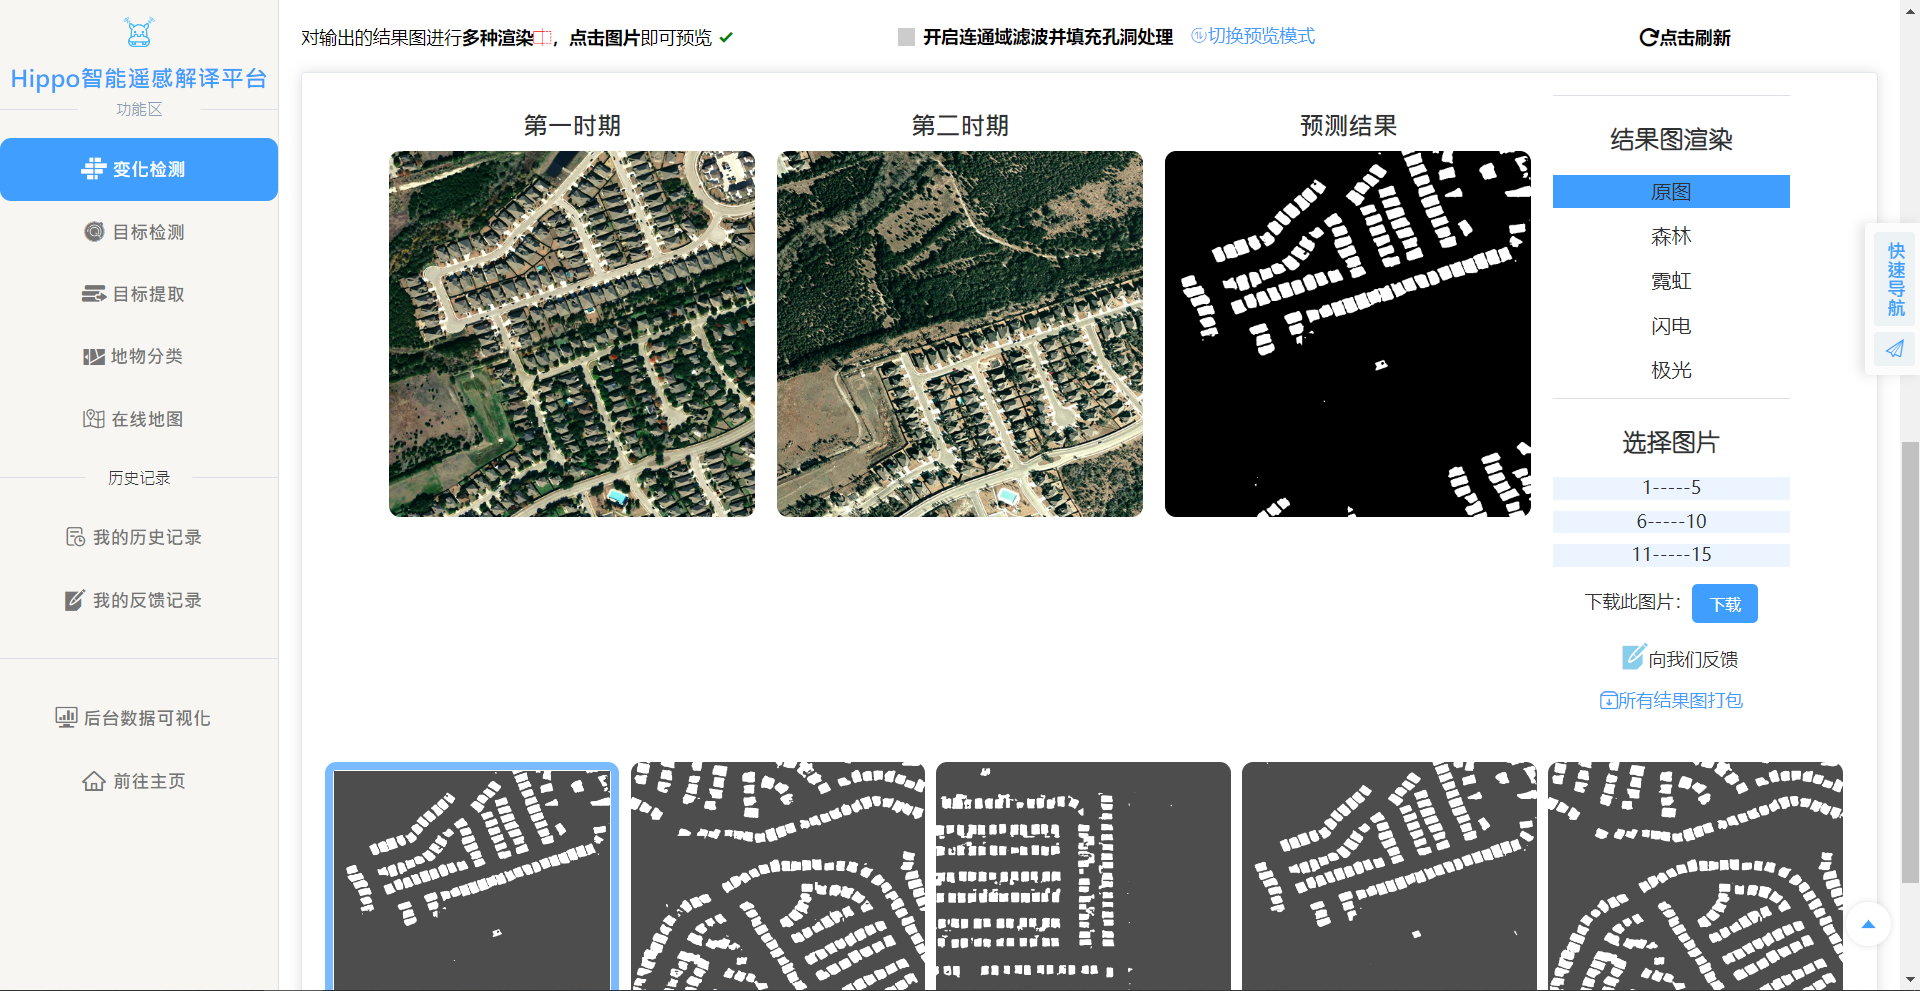 Hippo智能遥感解译平台
功能区
变化检测
目标检测
目标提取
地物分类
在线地图
历史记录
我的历史记录
我的反馈记录
后台数据可视化
前往主页
对输出的结果图进行多种渲染，点击图片即可预览
开启连通域滤波并填充孔洞处理
切换预览模式
点击刷新
第一时期
第二时期
预测结果
结果图渲染
原图
森林
霓虹
闪电
极光
选择图片
1-----5
6-----10
11-----15
下载此图片：
下载
向我们反馈
所有结果图打包
快速导航